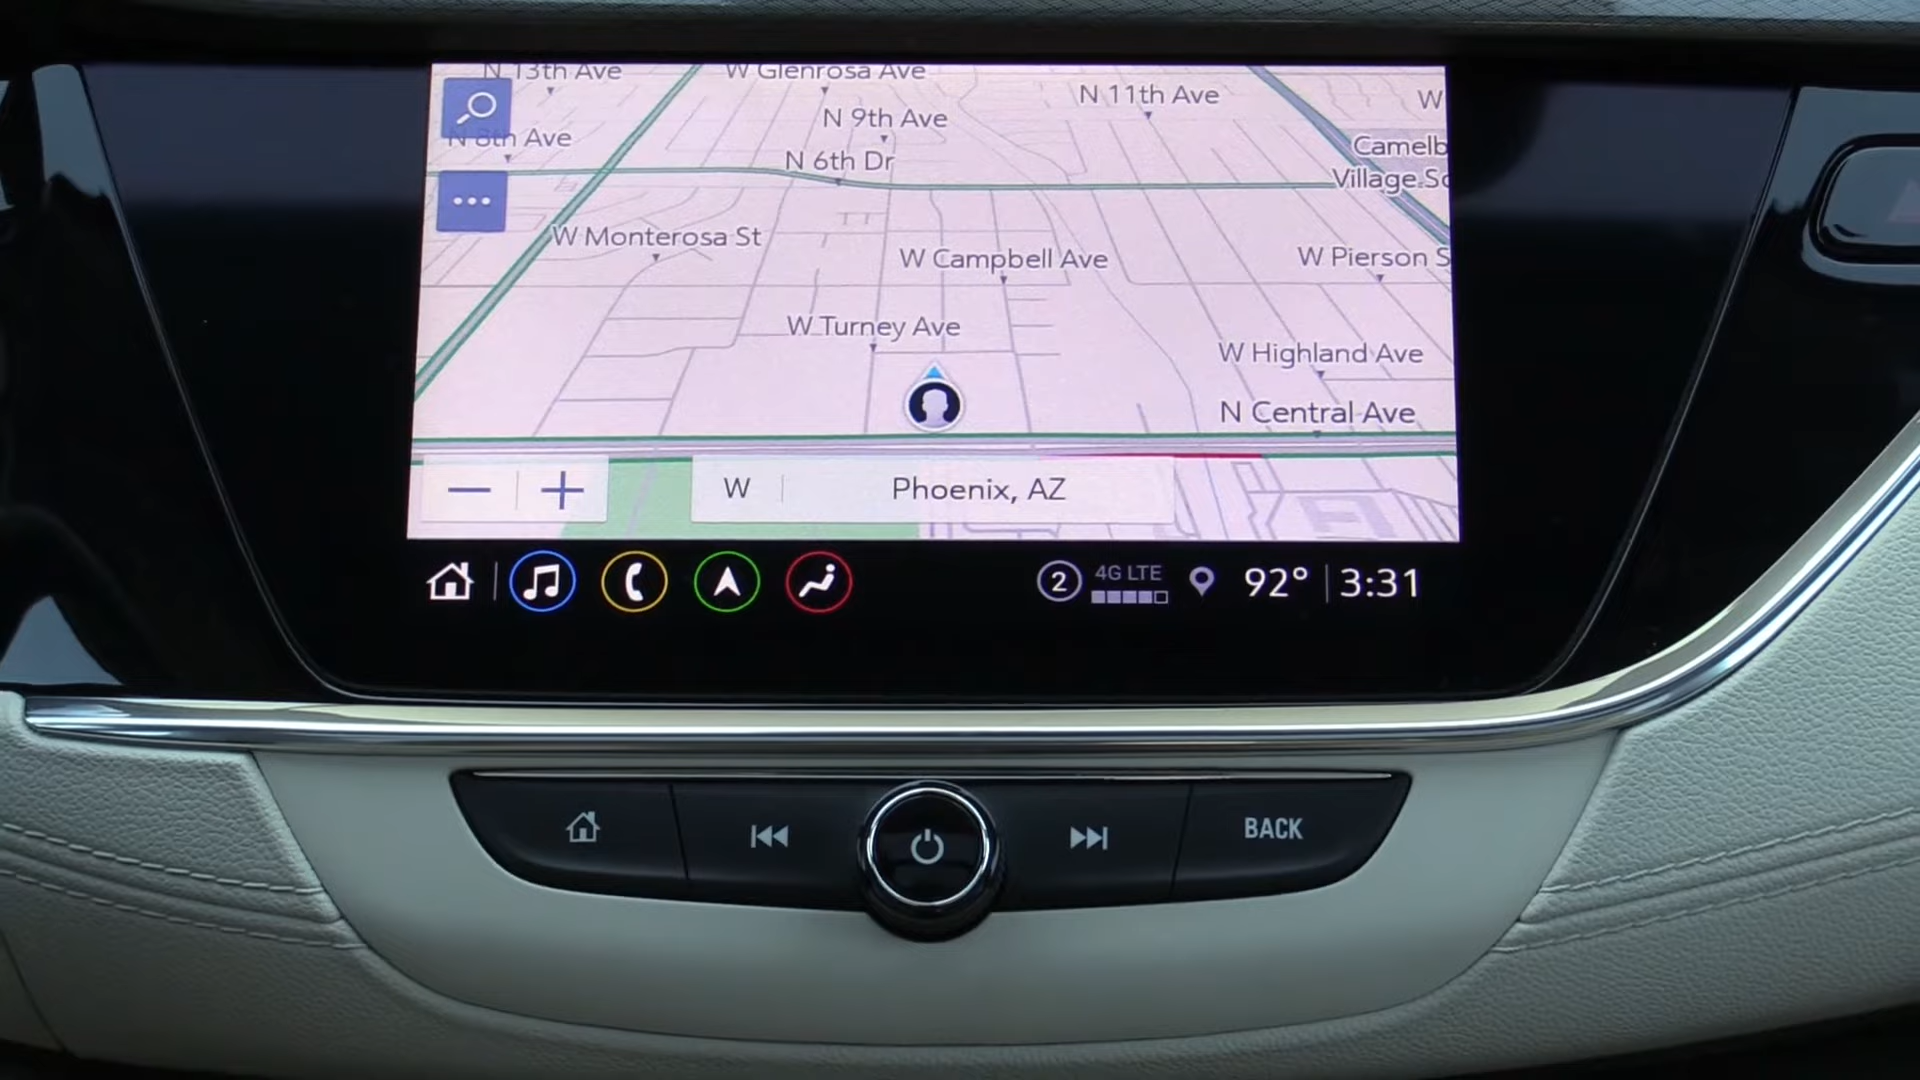 N 13th Ave
W Glenrosa Ave
N 11th Ave
W
N 9th Ave
N 8th Ave
Camelb
N 6th Dr
Village Sc
W Monterosa St
W Campbell Ave
W Pierson S
W Turney Ave
W Highland Ave
N Central Ave
W
Phoenix, AZ
2
4G LTE
92°
3:31
BACK